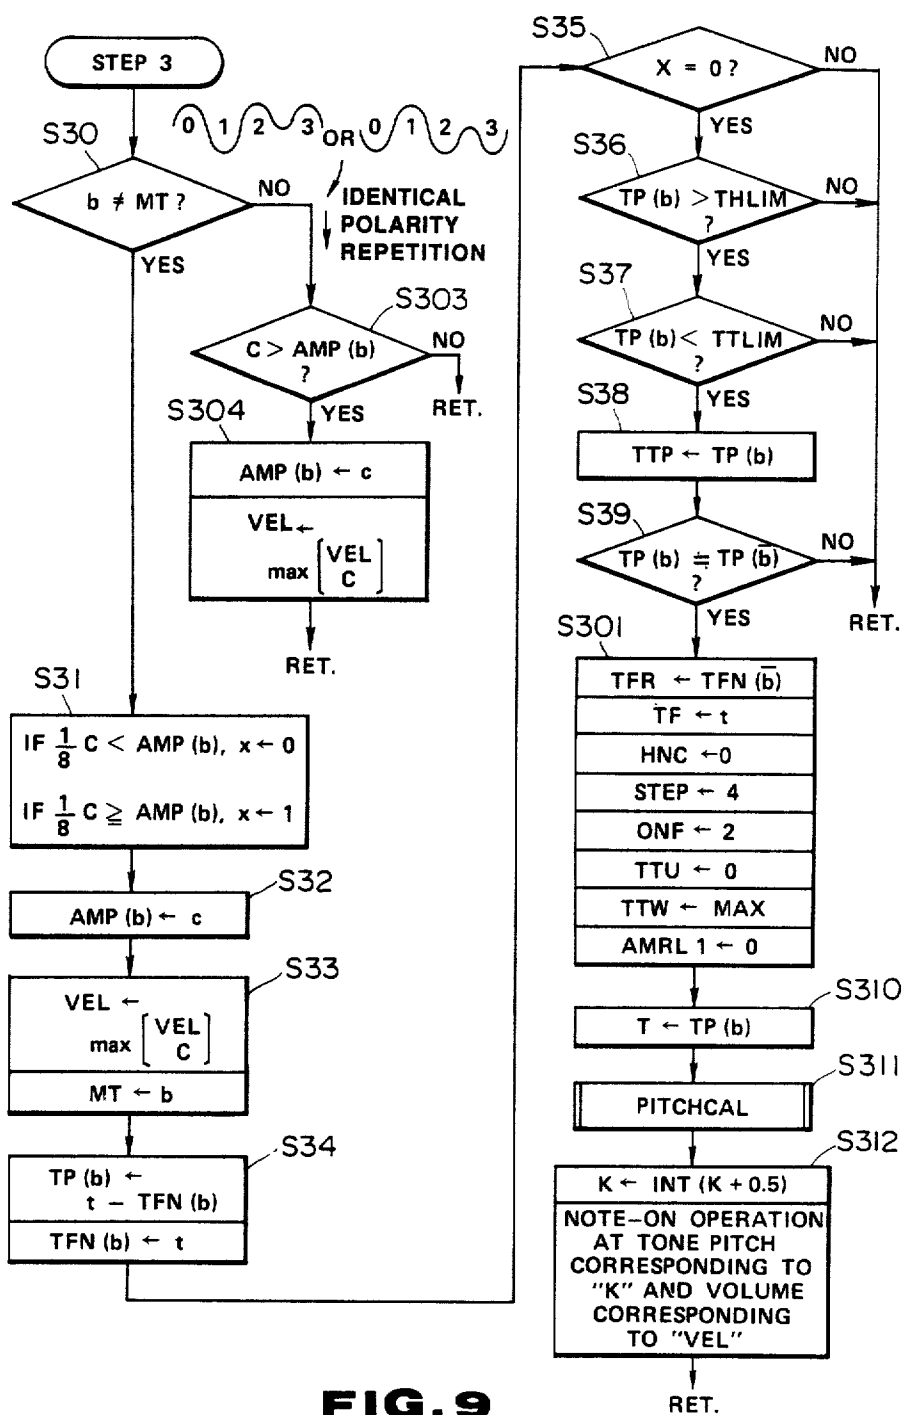 STEP 3
0 1 2 3 OR 0 1 2 3
S30
b ≠ MT ?
NO
IDENTICAL
POLARITY
REPETITION
YES
S303
C > AMP (b)
?
NO
RET.
YES
S304
AMP (b) ← c
VEL ←
max [VEL
C]
RET.
S31
IF 1/8 C < AMP (b), x ← 0
IF 1/8 C ≧ AMP (b), x ← 1
S32
AMP (b) ← c
S33
VEL ←
max [VEL
C]
MT ← b
S34
TP (b) ←
t − TFN (b)
TFN (b) ← t
S35
X = 0 ?
NO
YES
S36
TP (b) > THLIM
?
NO
YES
S37
TP (b) < TTLIM
?
NO
YES
S38
TTP ← TP (b)
S39
TP (b) ≒ TP (b̅)
?
NO
YES
RET.
S301
TFR ← TFN (b̅)
TF ← t
HNC ← 0
STEP ← 4
ONF ← 2
TTU ← 0
TTW ← MAX
AMRL 1 ← 0
S310
T ← TP (b)
S311
PITCHCAL
S312
K ← INT (K + 0.5)
NOTE–ON OPERATION
AT TONE PITCH
CORRESPONDING TO
"K" AND VOLUME
CORRESPONDING
TO "VEL"
RET.
FIG. 9